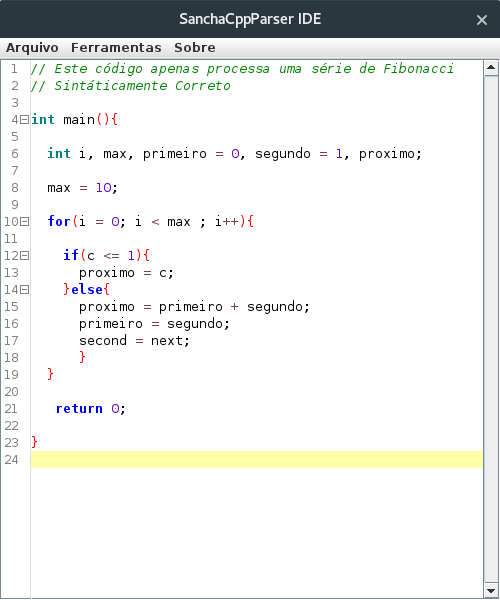 SanchaCppParser IDE
Arquivo Ferramentas Sobre
1 // Este código apenas processa uma série de Fibonacci
2 // Sintáticamente Correto
3
4 int main(){
5
6 int i, max, primeiro = 0, segundo = 1, proximo;
7
8 max = 10;
9
10 for(i = 0; i < max ; i++){
11
12 if(c <= 1){
13 proximo = c;
14 }else{
15 proximo = primeiro + segundo;
16 primeiro = segundo;
17 second = next;
18 }
19 }
20
21 return 0;
22
23 }
24